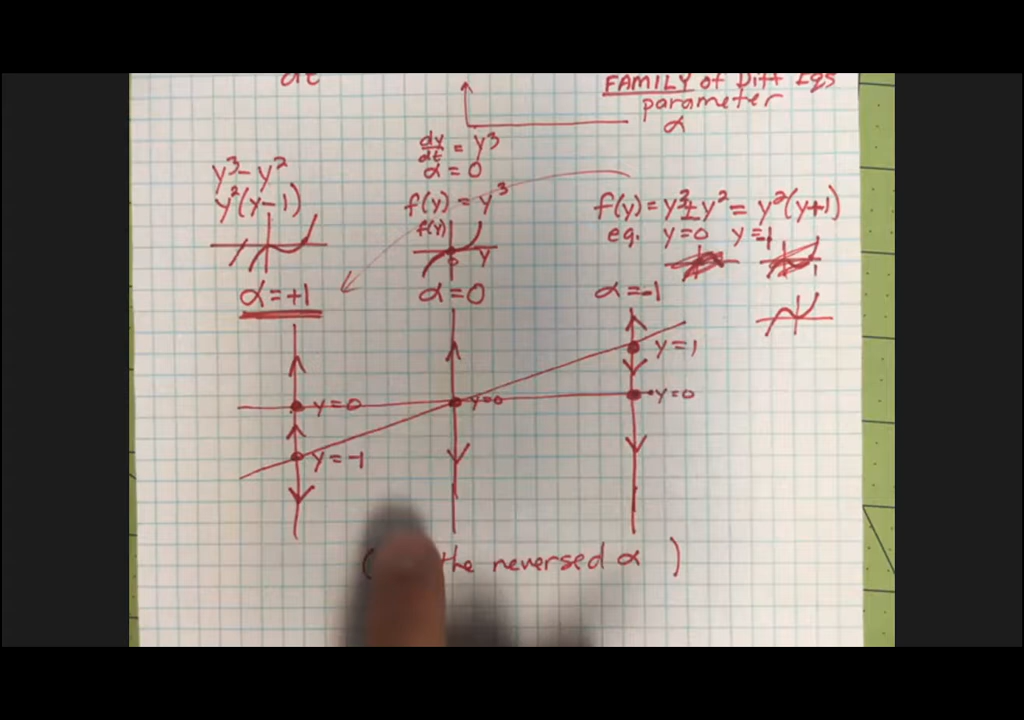 dt
FAMILY of Diff Eqs
parameter
α
dy/dt = y³
α = 0
y³ - y²
y²(y-1)
f(y) = y³
f(y)
y
f(y) = y³ + y² = y²(y+1)
eq. y=0 y=-1
α = +1
α = 0
α = -1
y=1
y=0
y=0
y=0
y=-1
the reversed α )